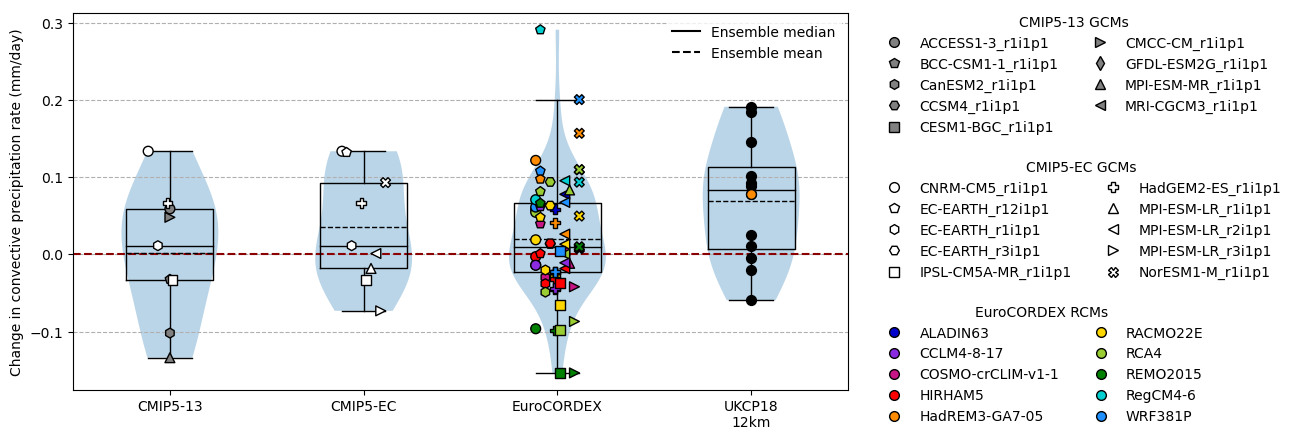 Change in convective precipitation rate (mm/day)
0.3
0.2
0.1
0.0
−0.1
CMIP5-13
CMIP5-EC
EuroCORDEX
UKCP18
12km
Ensemble median
Ensemble mean
CMIP5-13 GCMs
ACCESS1-3_r1i1p1
BCC-CSM1-1_r1i1p1
CanESM2_r1i1p1
CCSM4_r1i1p1
CESM1-BGC_r1i1p1
CMCC-CM_r1i1p1
GFDL-ESM2G_r1i1p1
MPI-ESM-MR_r1i1p1
MRI-CGCM3_r1i1p1
CMIP5-EC GCMs
CNRM-CM5_r1i1p1
EC-EARTH_r12i1p1
EC-EARTH_r1i1p1
EC-EARTH_r3i1p1
IPSL-CM5A-MR_r1i1p1
HadGEM2-ES_r1i1p1
MPI-ESM-LR_r1i1p1
MPI-ESM-LR_r2i1p1
MPI-ESM-LR_r3i1p1
NorESM1-M_r1i1p1
EuroCORDEX RCMs
ALADIN63
CCLM4-8-17
COSMO-crCLIM-v1-1
HIRHAM5
HadREM3-GA7-05
RACMO22E
RCA4
REMO2015
RegCM4-6
WRF381P